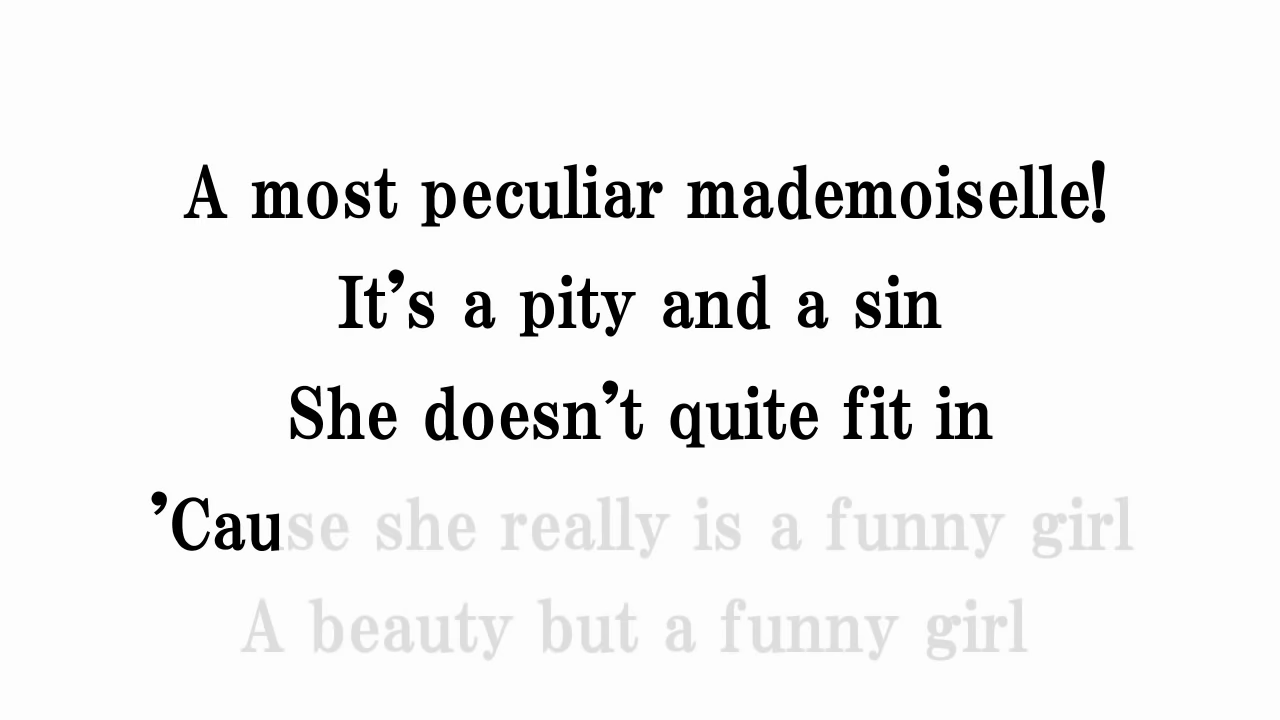 A most peculiar mademoiselle!
It’s a pity and a sin
She doesn’t quite fit in
’Cause she really is a funny girl
A beauty but a funny girl